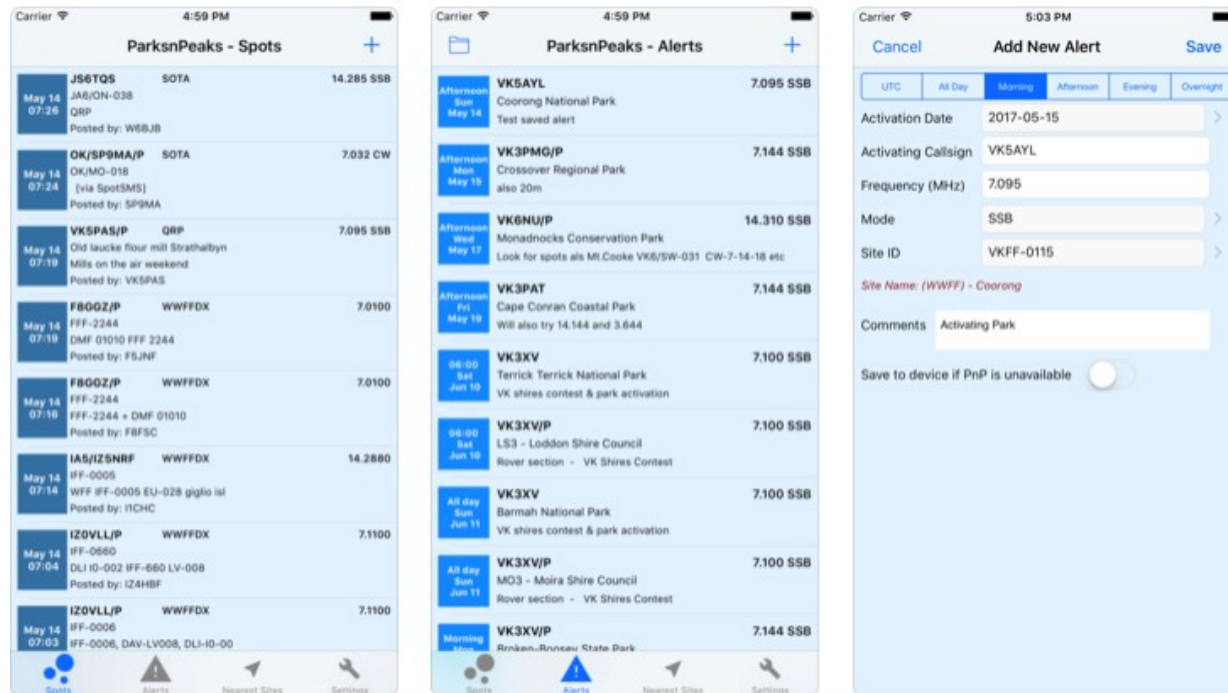 Carrier 4:59 PM
ParksnPeaks - Spots +
May 14 07:26
JS6TQS SOTA 14.285 SSB
JA6/ON-038
QRP
Posted by: W6BJB
May 14 07:24
OK/SP9MA/P SOTA 7.032 CW
OK/MO-018
(via SpotSMS)
Posted by: SP9MA
May 14 07:19
VK5PAS/P QRP 7.095 SSB
Old laucke flour mill Strathalbyn
Mills on the air weekend
Posted by: VK5PAS
May 14 07:19
F8GGZ/P WWFFDX 7.0100
FFF-2244
DMF 01010 FFF 2244
Posted by: F5JNF
May 14 07:16
F8GGZ/P WWFFDX 7.0100
FFF-2244
FFF-2244 + DMF 01010
Posted by: F8FSC
May 14 07:14
IA5/IZ5NRF WWFFDX 14.2880
IFF-0005
WFF IFF-0005 EU-028 giglio isl
Posted by: I1CHC
May 14 07:04
IZ0VLL/P WWFFDX 7.1100
IFF-0660
DLI I0-002 IFF-660 LV-008
Posted by: IZ4HBF
May 14 07:03
IZ0VLL/P WWFFDX 7.1100
IFF-0006
IFF-0006, DAV-LV008, DLI-I0-00
Spots Alerts Nearest Sites Settings
Carrier 4:59 PM
ParksnPeaks - Alerts +
Afternoon Sun May 14
VK5AYL 7.095 SSB
Coorong National Park
Test saved alert
Afternoon Mon May 15
VK3PMG/P 7.144 SSB
Crossover Regional Park
also 20m
Afternoon Wed May 17
VK6NU/P 14.310 SSB
Monadnocks Conservation Park
Look for spots als Mt.Cooke VK6/SW-031 CW-7-14-18 etc
Afternoon Fri May 19
VK3PAT 7.144 SSB
Cape Conran Coastal Park
Will also try 14.144 and 3.644
06:00 Sat Jun 10
VK3XV 7.100 SSB
Terrick Terrick National Park
VK shires contest & park activation
06:00 Sat Jun 10
VK3XV/P 7.100 SSB
LS3 - Loddon Shire Council
Rover section - VK Shires Contest
All day Sun Jun 11
VK3XV 7.100 SSB
Barmah National Park
VK shires contest & park activation
All day Sun Jun 11
VK3XV/P 7.100 SSB
MO3 - Moira Shire Council
Rover section - VK Shires Contest
Morning Mon
VK3XV/P 7.144 SSB
Broken-Boosey State Park
Spots Alerts Nearest Sites Settings
Carrier 5:03 PM
Cancel Add New Alert Save
UTC All Day Morning Afternoon Evening Overnight
Activation Date 2017-05-15
Activating Callsign VK5AYL
Frequency (MHz) 7.095
Mode SSB
Site ID VKFF-0115
Site Name: (WWFF) - Coorong
Comments Activating Park
Save to device if PnP is unavailable